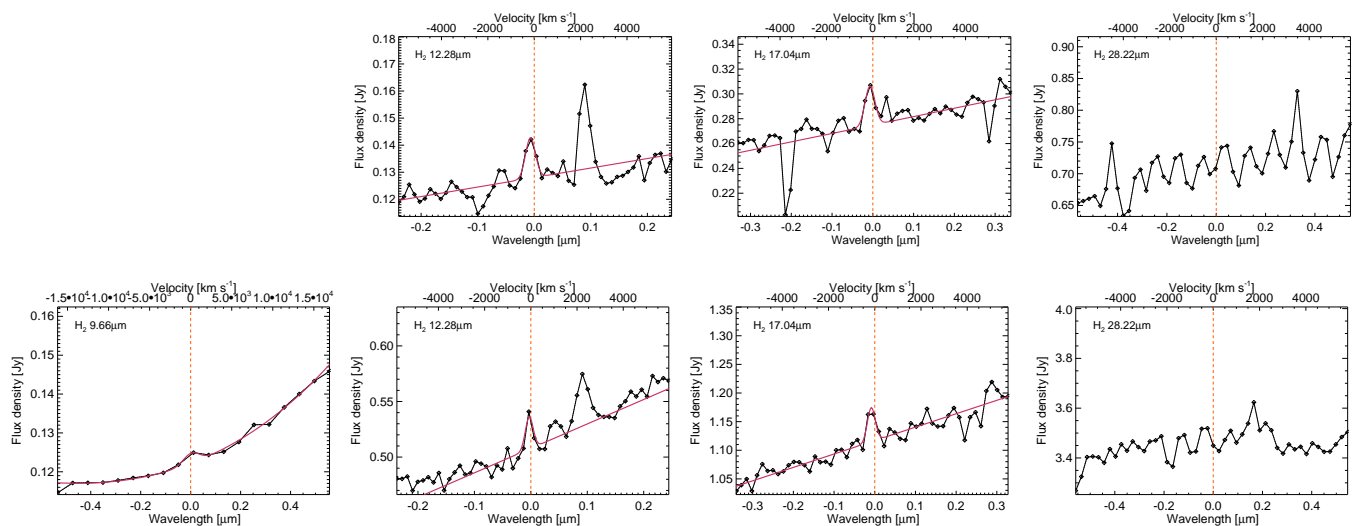 Velocity [km s⁻¹]
-4000 -2000 0 2000 4000
H₂ 12.28μm
Flux density [Jy]
0.18
0.17
0.16
0.15
0.14
0.13
0.12
-0.2 -0.1 0.0 0.1 0.2
Wavelength [μm]
Velocity [km s⁻¹]
-4000 -2000 0 2000 4000
H₂ 17.04μm
Flux density [Jy]
0.34
0.32
0.30
0.28
0.26
0.24
0.22
-0.3 -0.2 -0.1 0.0 0.1 0.2 0.3
Wavelength [μm]
Velocity [km s⁻¹]
-4000 -2000 0 2000 4000
H₂ 28.22μm
Flux density [Jy]
0.90
0.85
0.80
0.75
0.70
0.65
-0.4 -0.2 0.0 0.2 0.4
Wavelength [μm]
Velocity [km s⁻¹]
-1.5•10⁴ -1.0•10⁴ -5.0•10³ 0 5.0•10³ 1.0•10⁴ 1.5•10⁴
H₂ 9.66μm
Flux density [Jy]
0.16
0.15
0.14
0.13
0.12
-0.4 -0.2 0.0 0.2 0.4
Wavelength [μm]
Velocity [km s⁻¹]
-4000 -2000 0 2000 4000
H₂ 12.28μm
Flux density [Jy]
0.60
0.55
0.50
-0.2 -0.1 0.0 0.1 0.2
Wavelength [μm]
Velocity [km s⁻¹]
-4000 -2000 0 2000 4000
H₂ 17.04μm
Flux density [Jy]
1.35
1.30
1.25
1.20
1.15
1.10
1.05
-0.3 -0.2 -0.1 0.0 0.1 0.2 0.3
Wavelength [μm]
Velocity [km s⁻¹]
-4000 -2000 0 2000 4000
H₂ 28.22μm
Flux density [Jy]
4.0
3.8
3.6
3.4
-0.4 -0.2 0.0 0.2 0.4
Wavelength [μm]